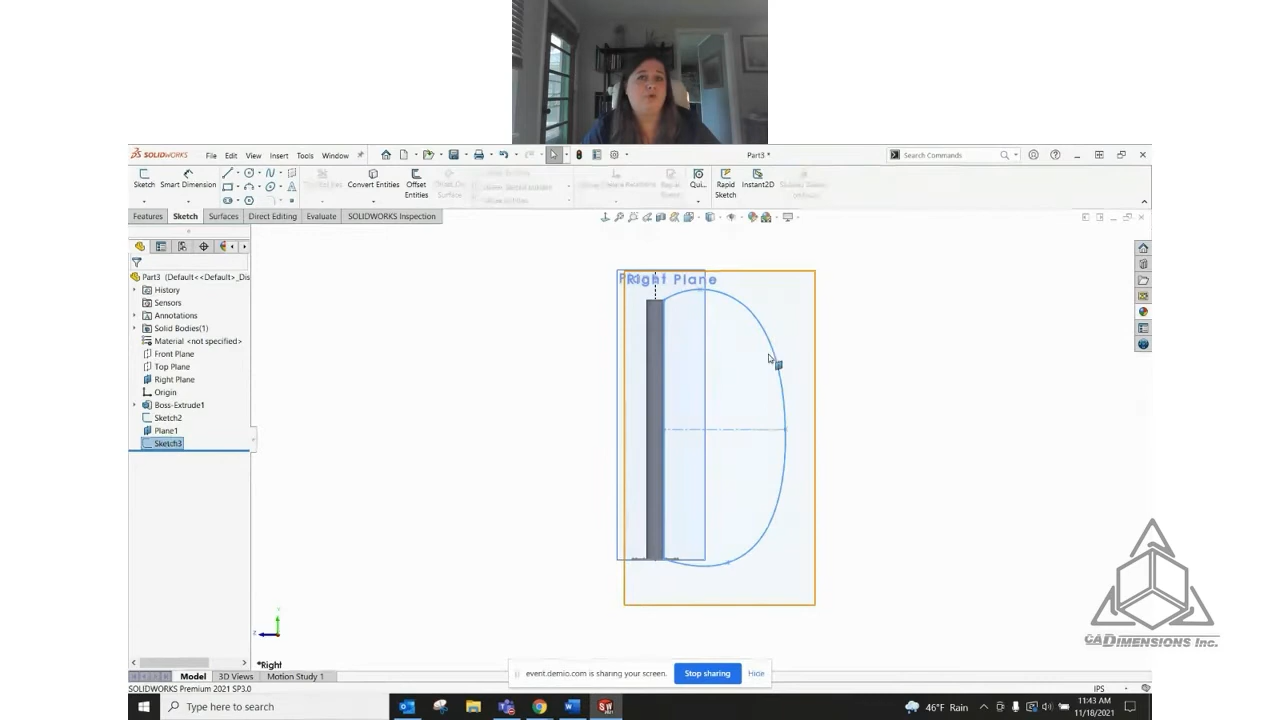 SOLIDWORKS File Edit View Insert Tools Window Part3 * Search Commands
Sketch Smart Dimension Convert Entities Offset Entities Qui... Rapid Sketch Instant2D
Features Sketch Surfaces Direct Editing Evaluate SOLIDWORKS Inspection
Right Plane
Part3 (Default<<Default>_Dis
History
Sensors
Annotations
Solid Bodies(1)
Material <not specified>
Front Plane
Top Plane
Right Plane
Origin
Boss-Extrude1
Sketch2
Plane1
Sketch3
CADIMENSIONS Inc.
*Right
event.demio.com is sharing your screen. Stop sharing Hide
Model 3D Views Motion Study 1
SOLIDWORKS Premium 2021 SP3.0 IPS
Type here to search 46°F Rain 11:43 AM
11/18/2021